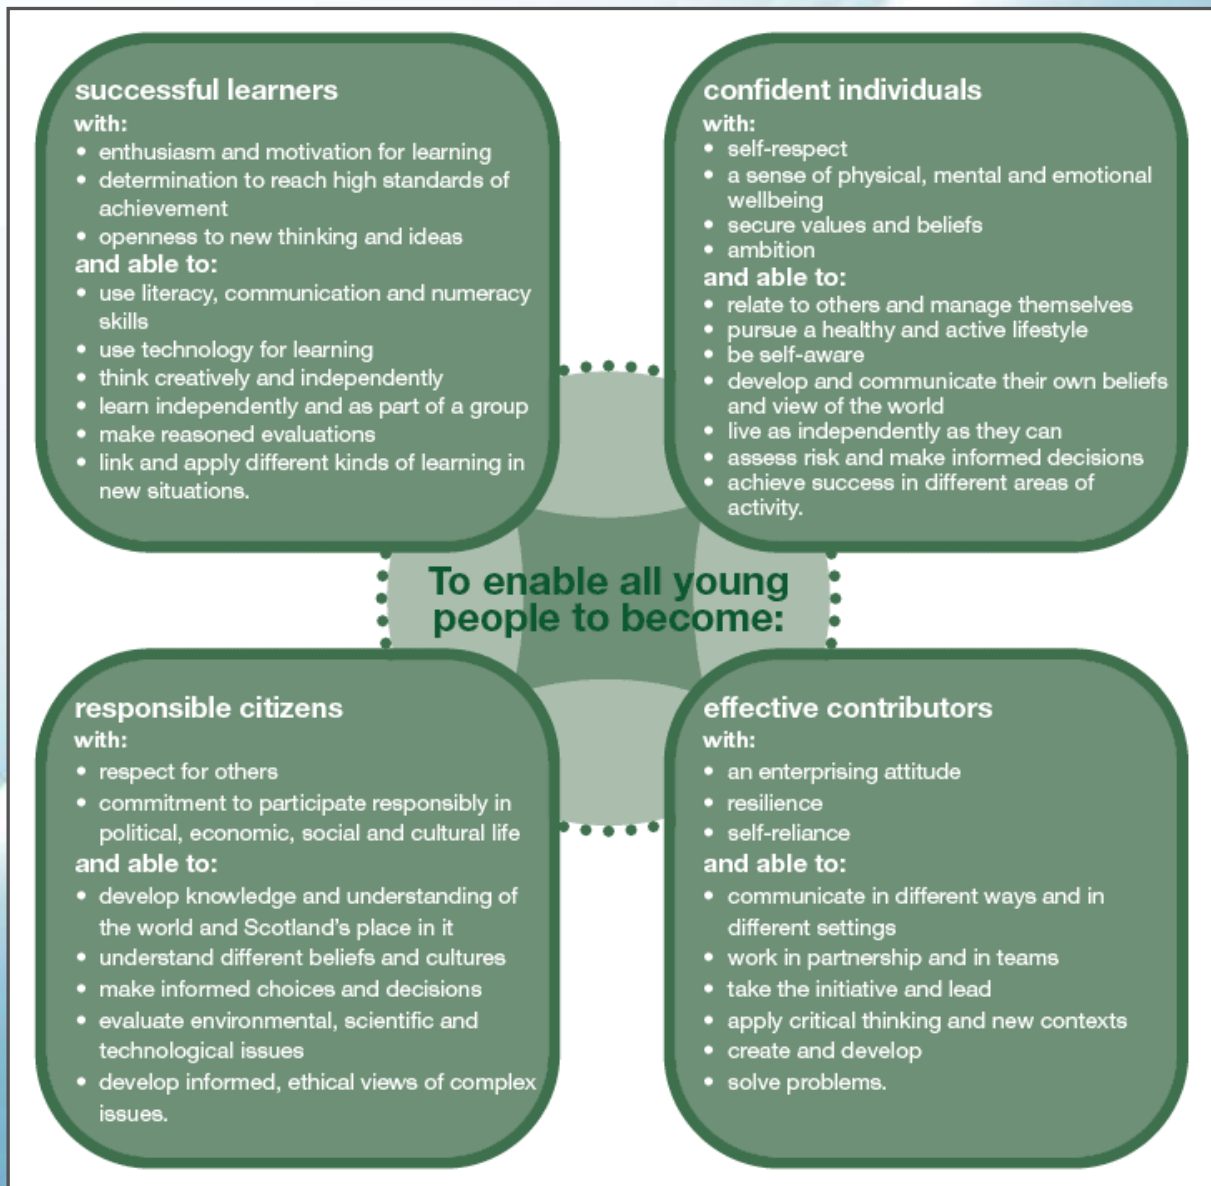 successful learners
with:
• enthusiasm and motivation for learning
• determination to reach high standards of
achievement
• openness to new thinking and ideas
and able to:
• use literacy, communication and numeracy
skills
• use technology for learning
• think creatively and independently
• learn independently and as part of a group
• make reasoned evaluations
• link and apply different kinds of learning in
new situations.
confident individuals
with:
• self-respect
• a sense of physical, mental and emotional
wellbeing
• secure values and beliefs
• ambition
and able to:
• relate to others and manage themselves
• pursue a healthy and active lifestyle
• be self-aware
• develop and communicate their own beliefs
and view of the world
• live as independently as they can
• assess risk and make informed decisions
• achieve success in different areas of
activity.
To enable all young
people to become:
responsible citizens
with:
• respect for others
• commitment to participate responsibly in
political, economic, social and cultural life
and able to:
• develop knowledge and understanding of
the world and Scotland's place in it
• understand different beliefs and cultures
• make informed choices and decisions
• evaluate environmental, scientific and
technological issues
• develop informed, ethical views of complex
issues.
effective contributors
with:
• an enterprising attitude
• resilience
• self-reliance
and able to:
• communicate in different ways and in
different settings
• work in partnership and in teams
• take the initiative and lead
• apply critical thinking and new contexts
• create and develop
• solve problems.